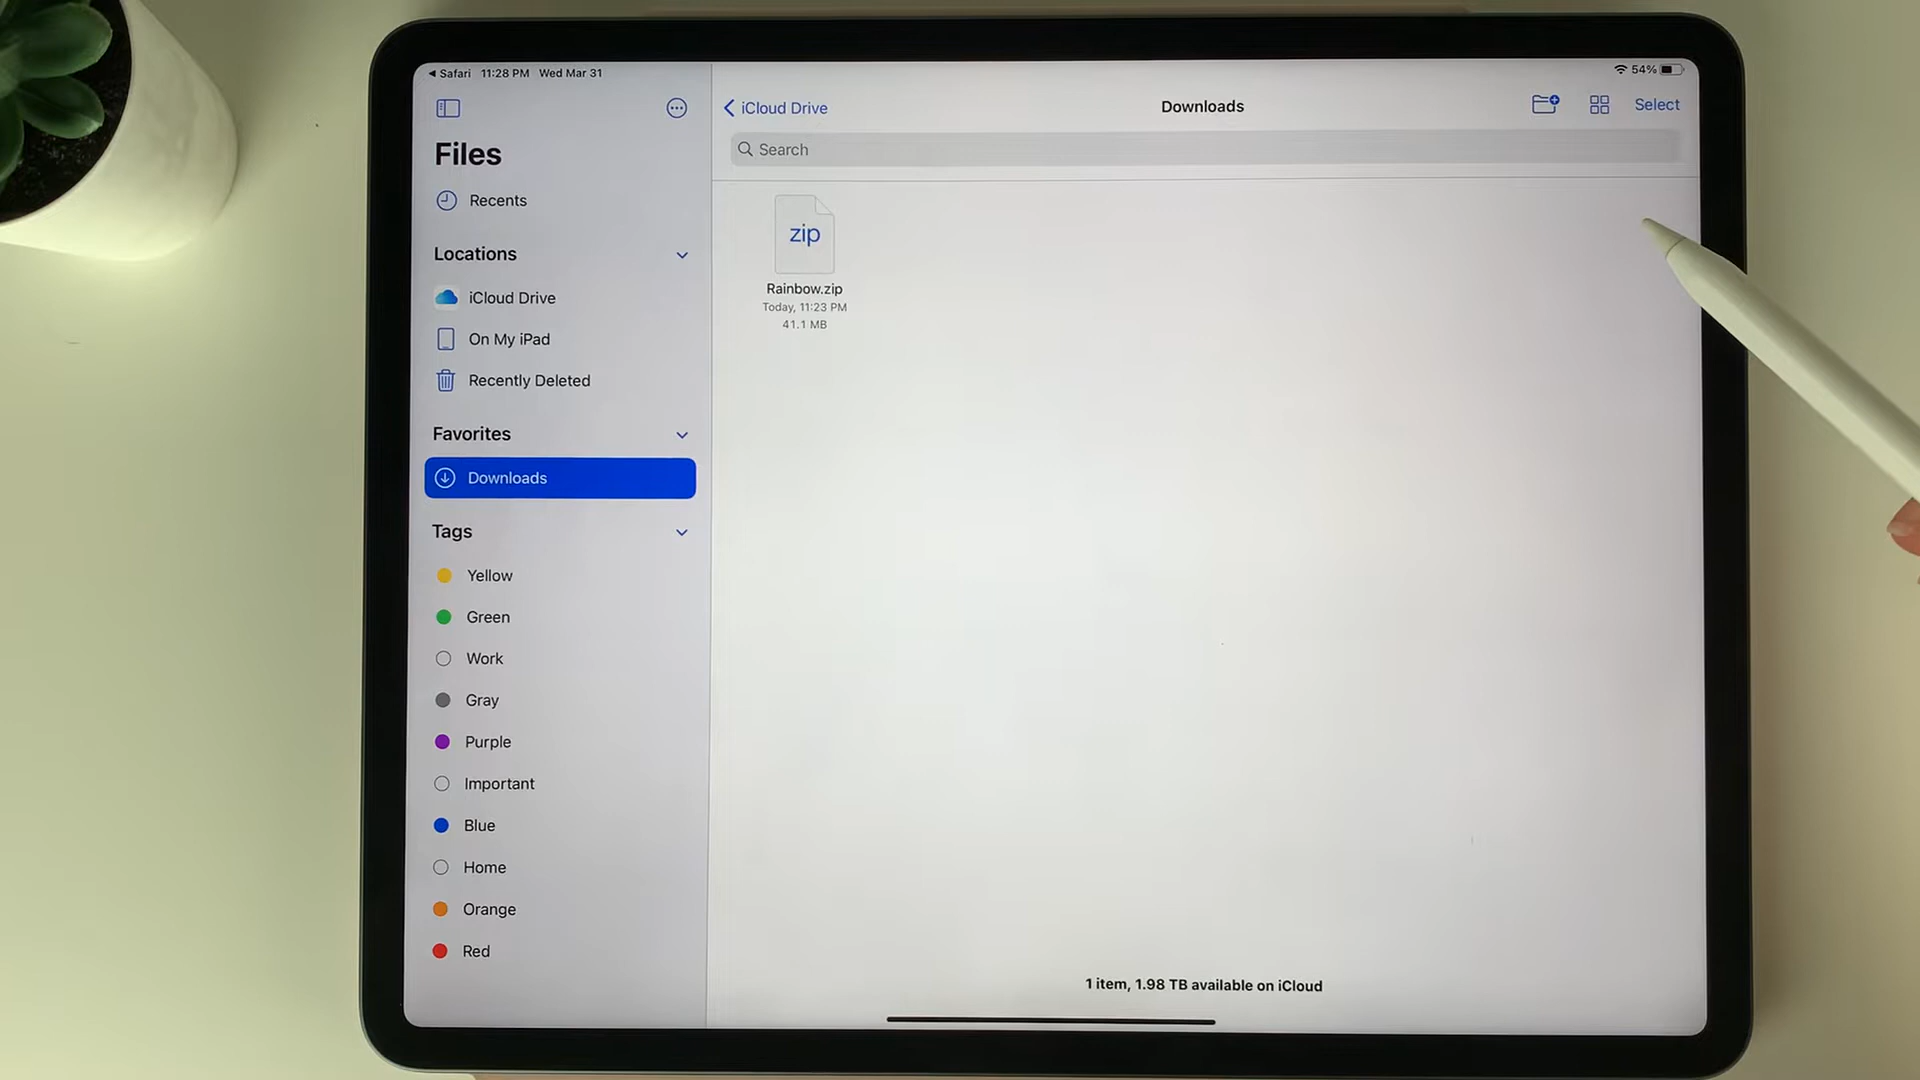 ◀ Safari 11:28 PM Wed Mar 31
54%
Files
Recents
Locations
iCloud Drive
On My iPad
Recently Deleted
Favorites
Downloads
Tags
Yellow
Green
Work
Gray
Purple
Important
Blue
Home
Orange
Red
iCloud Drive
Downloads
Select
Search
zip
Rainbow.zip
Today, 11:23 PM
41.1 MB
1 item, 1.98 TB available on iCloud